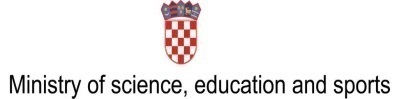 Ministry of science, education and sports